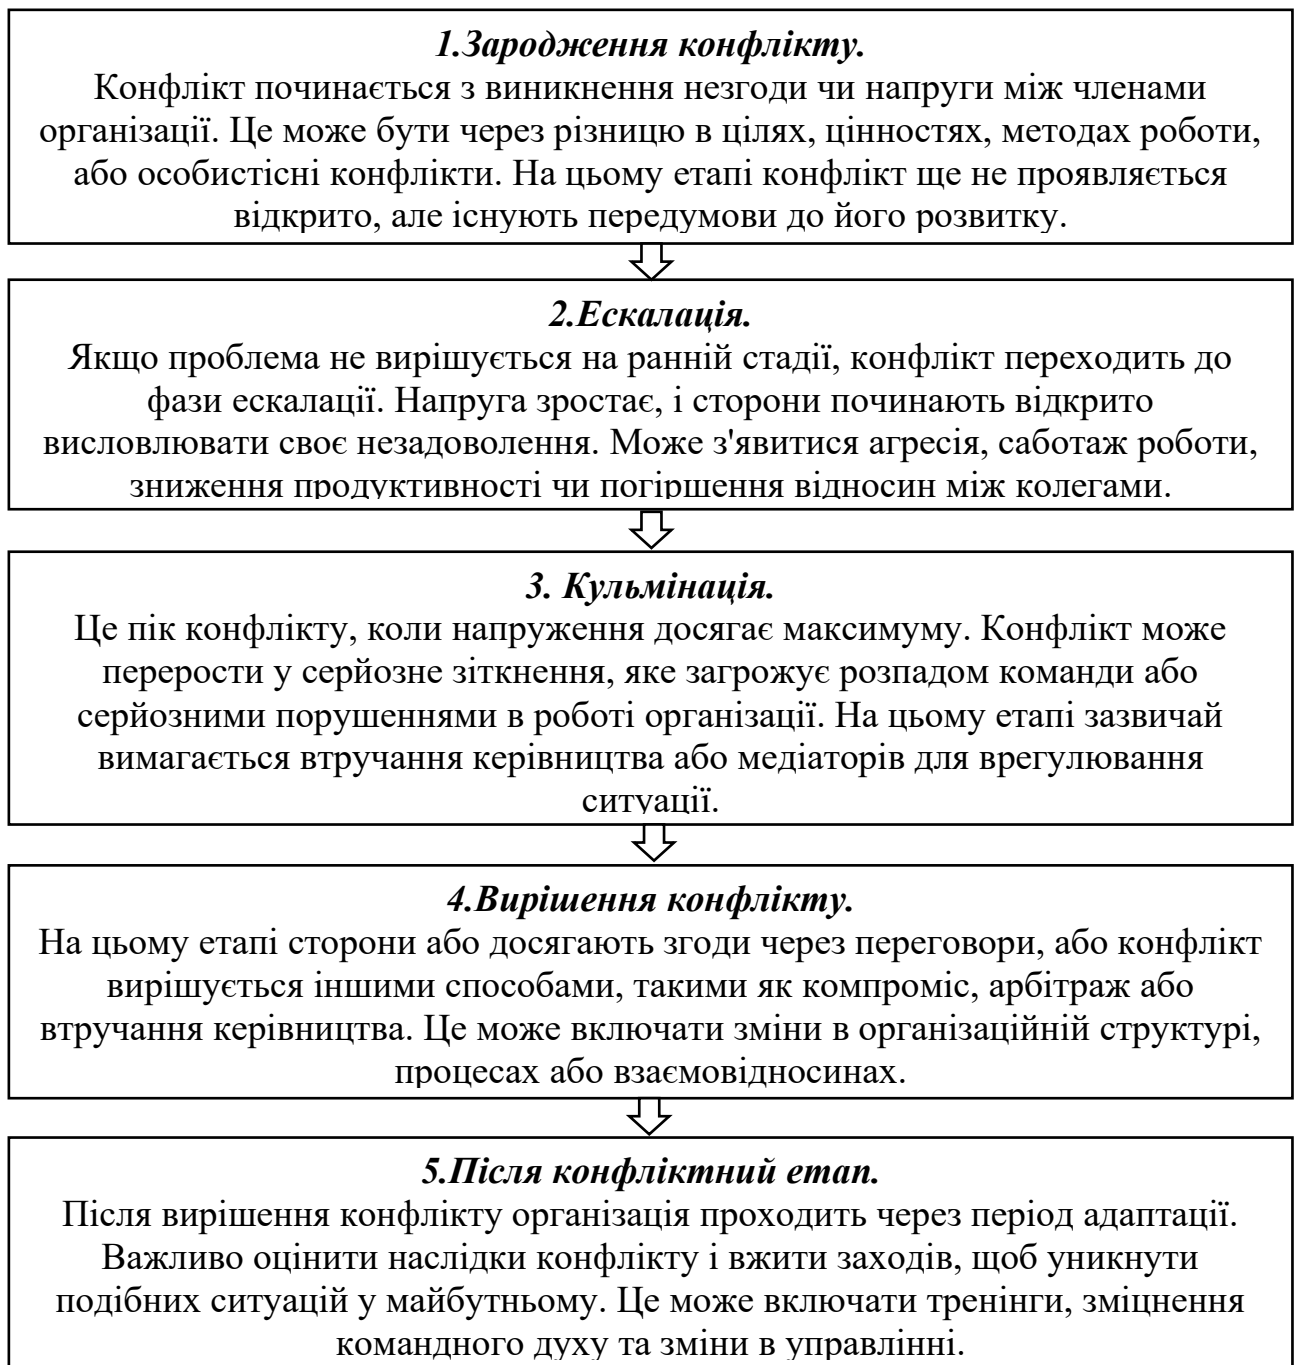 1.Зародження конфлікту.
Конфлікт починається з виникнення незгоди чи напруги між членами
організації. Це може бути через різницю в цілях, цінностях, методах роботи,
або особистісні конфлікти. На цьому етапі конфлікт ще не проявляється
відкрито, але існують передумови до його розвитку.
2.Ескалація.
Якщо проблема не вирішується на ранній стадії, конфлікт переходить до
фази ескалації. Напруга зростає, і сторони починають відкрито
висловлювати своє незадоволення. Може з'явитися агресія, саботаж роботи,
зниження продуктивності чи погіршення відносин між колегами.
3. Кульмінація.
Це пік конфлікту, коли напруження досягає максимуму. Конфлікт може
перерости у серйозне зіткнення, яке загрожує розпадом команди або
серйозними порушеннями в роботі організації. На цьому етапі зазвичай
вимагається втручання керівництва або медіаторів для врегулювання
ситуації.
4.Вирішення конфлікту.
На цьому етапі сторони або досягають згоди через переговори, або конфлікт
вирішується іншими способами, такими як компроміс, арбітраж або
втручання керівництва. Це може включати зміни в організаційній структурі,
процесах або взаємовідносинах.
5.Після конфліктний етап.
Після вирішення конфлікту організація проходить через період адаптації.
Важливо оцінити наслідки конфлікту і вжити заходів, щоб уникнути
подібних ситуацій у майбутньому. Це може включати тренінги, зміцнення
командного духу та зміни в управлінні.